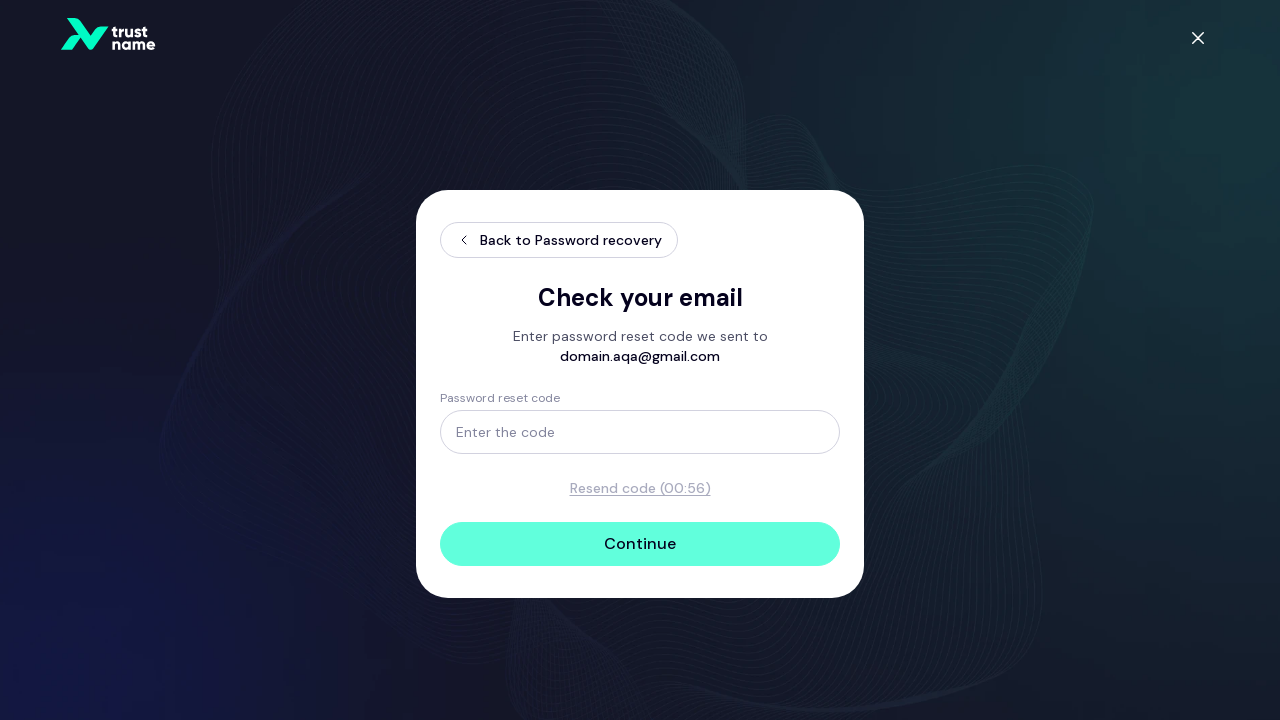 trust
name
Back to Password recovery
Check your email
Enter password reset code we sent to
domain.aqa@gmail.com
Password reset code
Enter the code
Resend code (00:56)
Continue